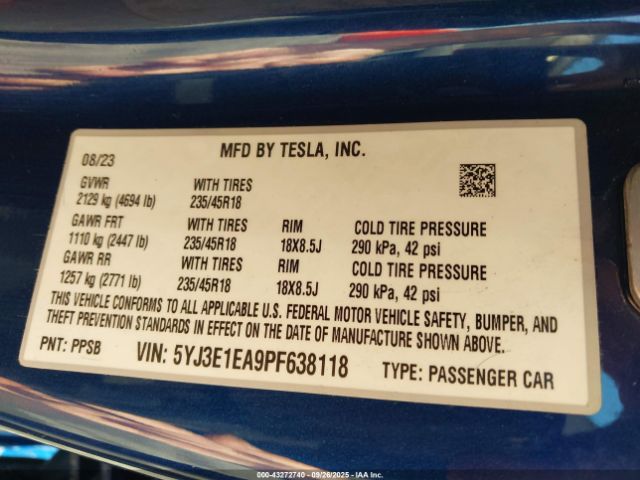 MFD BY TESLA, INC.
08/23
GVWR WITH TIRES
2129 kg (4694 lb) 235/45R18
GAWR FRT WITH TIRES RIM COLD TIRE PRESSURE
1110 kg (2447 lb) 235/45R18 18X8.5J 290 kPa, 42 psi
GAWR RR WITH TIRES RIM COLD TIRE PRESSURE
1257 kg (2771 lb) 235/45R18 18X8.5J 290 kPa, 42 psi
THIS VEHICLE CONFORMS TO ALL APPLICABLE U.S. FEDERAL MOTOR VEHICLE SAFETY, BUMPER, AND
THEFT PREVENTION STANDARDS IN EFFECT ON THE DATE OF MANUFACTURE SHOWN ABOVE.
PNT: PPSB VIN: 5YJ3E1EA9PF638118 TYPE: PASSENGER CAR
000-43272740 - 09/26/2025 - IAA Inc.